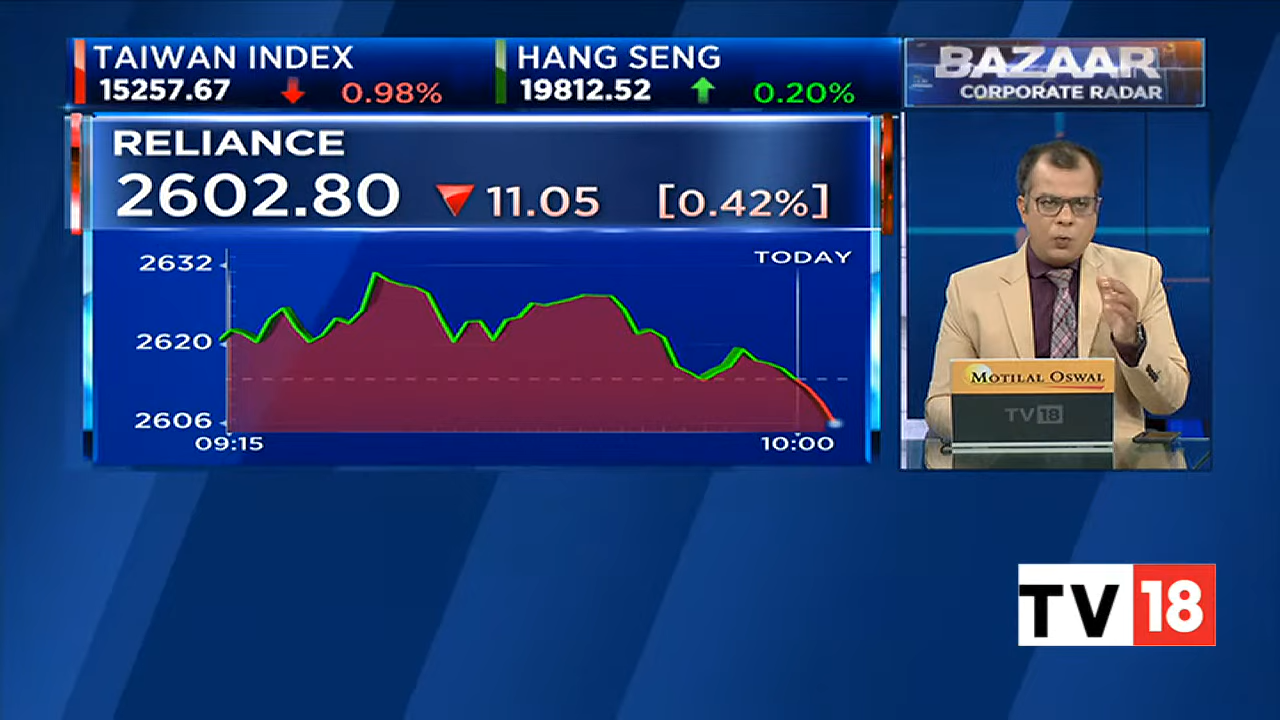 TAIWAN INDEX
15257.67 0.98%
HANG SENG
19812.52 0.20%
BAZAAR
CORPORATE RADAR
RELIANCE
2602.80 11.05 [0.42%]
TODAY
2632
2620
2606
09:15 10:00
MOTILAL OSWAL
TV18
TV18